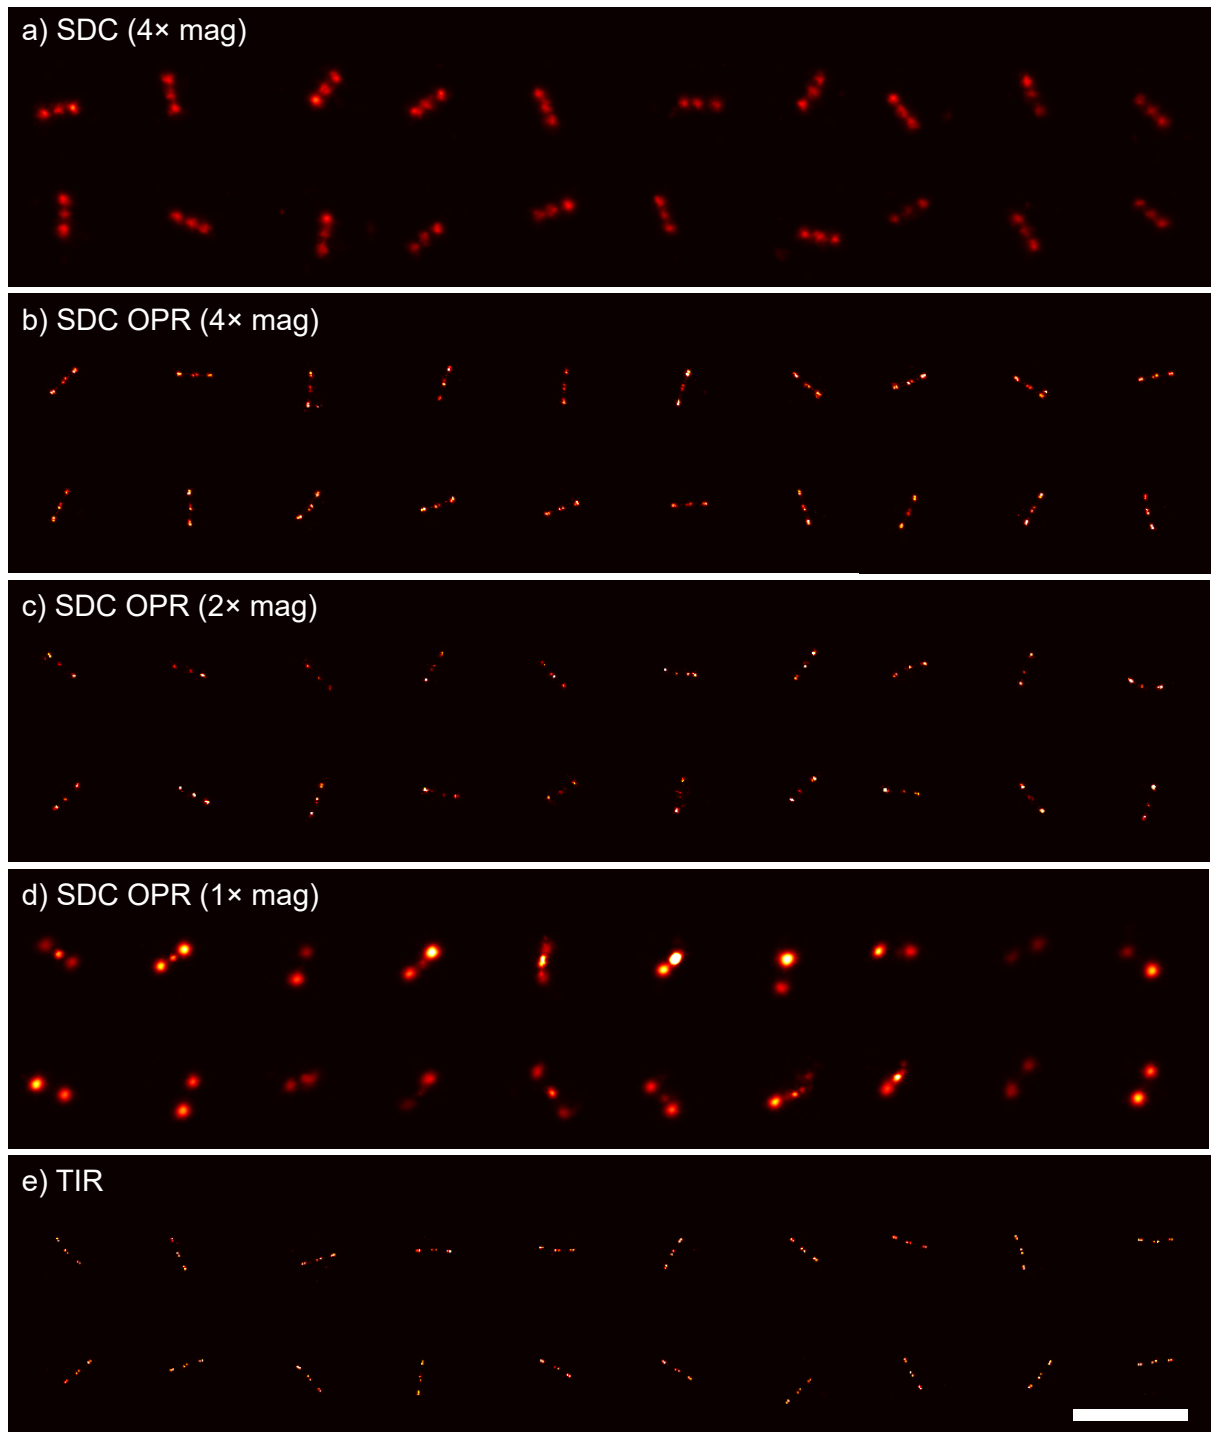 a) SDC (4× mag)
b) SDC OPR (4× mag)
c) SDC OPR (2× mag)
d) SDC OPR (1× mag)
e) TIR